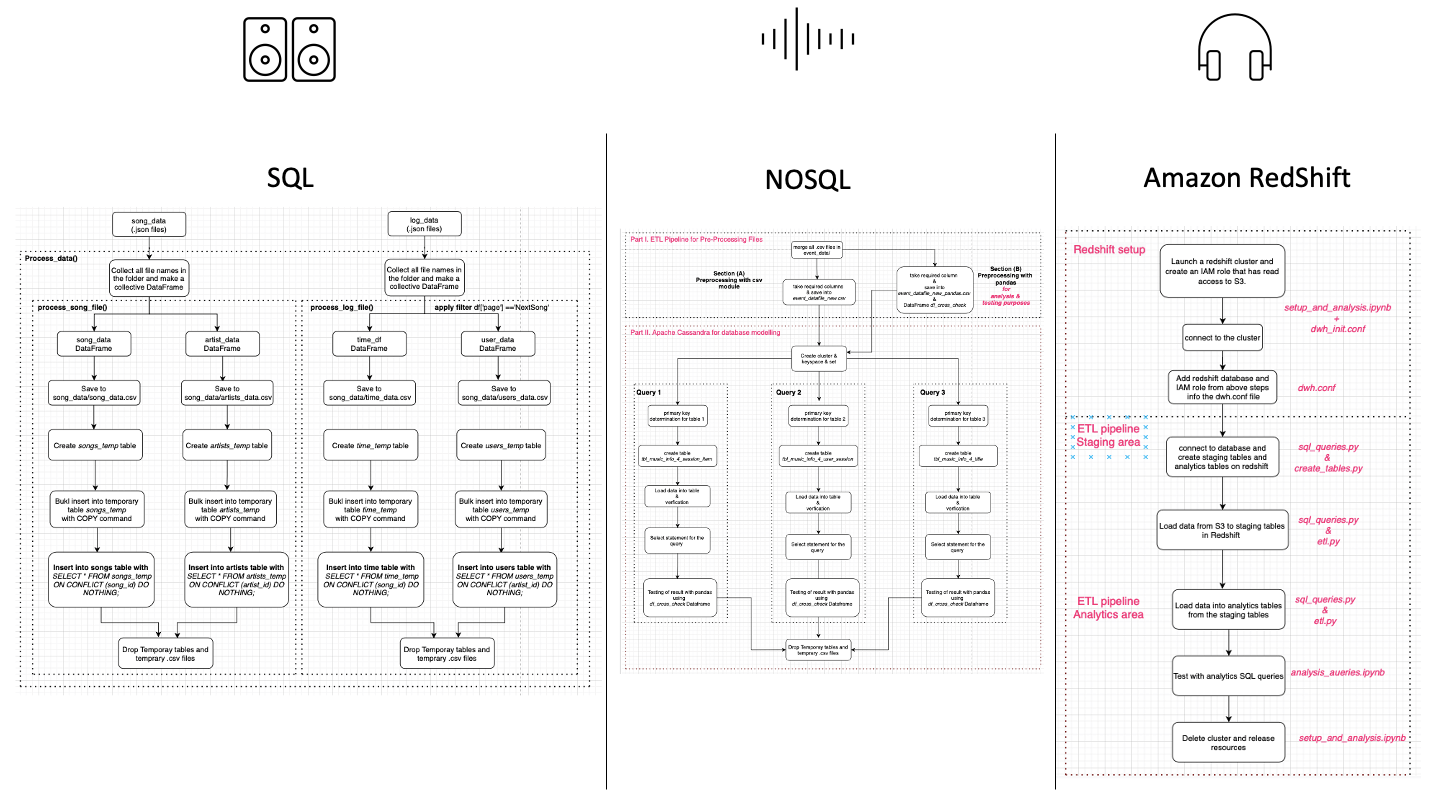 SQL
song_data
(.json files)
log_data
(.json files)
Process_data()
Collect all file names in
the folder and make a
collective DataFrame
Collect all file names in
the folder and make a
collective DataFrame
process_song_file()
song_data
DataFrame
artist_data
DataFrame
Save to
song_data/song_data.csv
Save to
song_data/artists_data.csv
Create songs_temp table
Create artists_temp table
Bukl insert into temporary
table songs_temp
with COPY command
Bulk insert into temporary
table artists_temp
with COPY command
Insert into songs table with
SELECT * FROM songs_temp
ON CONFLICT (song_id) DO
NOTHING;
Insert into artists table with
SELECT * FROM artists_temp
ON CONFLICT (artist_id) DO
NOTHING;
Drop Temporay tables and
temprary .csv files
process_log_file()
apply filter df['page'] =='NextSong'
time_df
DataFrame
user_data
DataFrame
Save to
song_data/time_data.csv
Save to
song_data/users_data.csv
Create time_temp table
Create users_temp table
Bukl insert into temporary
table time_temp
with COPY command
Bulk insert into temporary
table users_temp
with COPY command
Insert into time table with
SELECT * FROM time_temp
ON CONFLICT (song_id) DO
NOTHING;
Insert into users table with
SELECT * FROM users_temp
ON CONFLICT (artist_id) DO
NOTHING;
Drop Temporay tables and
temprary .csv files
NOSQL
Part I. ETL Pipeline for Pre-Processing Files
merge all .csv files in
event_data/
Section (A)
Preprocessing with csv
module
take required columns
& save into
event_datafile_new.csv
take required column
&
save into
event_datafile_new_pandas.csv
&
DataFrame df_cross_check
Section (B)
Preprocessing with
pandas
for
analysis &
testing purposes
Part II. Apache Cassandra for database modelling
Create cluster &
keyspace & set
Query 1
primary key
determination for table 1
create table
tbl_music_info_4_session_item
Load data into table
&
verfication
Select statement for the
query
Testing of result with pandas
using
df_cross_check Dataframe
Query 2
primary key
determination for table 2
create table
tbl_music_info_4_user_session
Load data into table
&
verfication
Select statement for the
query
Testing of result with pandas
using
df_cross_check Dataframe
Query 3
primary key
determination for table 3
create table
tbl_music_info_4_title
Load data into table
&
verfication
Select statement for the
query
Testing of result with pandas
using
df_cross_check Dataframe
Drop Temporay tables and
temprary .csv files
Amazon RedShift
Redshift setup
Launch a redshift cluster and
create an IAM role that has read
access to S3.
setup_and_analysis.ipynb
+
dwh_init.conf
connect to the cluster
Add redshift database and
IAM role from above steps
info the dwh.conf file
dwh.conf
ETL pipeline
Staging area
connect to database and
create staging tables and
analytics tables on redshift
sql_queries.py
&
create_tables.py
Load data from S3 to staging tables
in Redshift
sql_queries.py
&
etl.py
ETL pipeline
Analytics area
Load data into analytics tables
from the staging tables
sql_queries.py
&
etl.py
Test with analytics SQL queries
analysis_aueries.ipynb
Delete cluster and release
resources
setup_and_analysis.ipynb